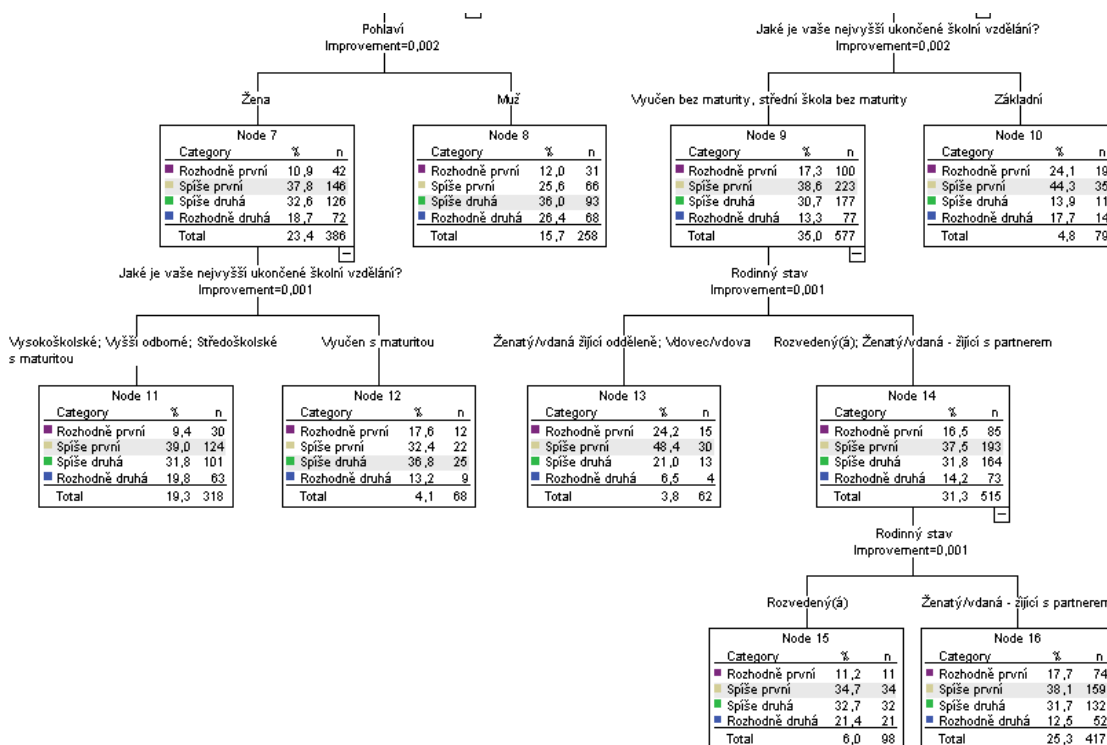 Pohlaví
Improvement=0,002
Jaké je vaše nejvyšší ukončené školní vzdělání?
Improvement=0,002
Žena
Muž
Vyučen bez maturity, střední škola bez maturity
Základní
Node 7
Category % n
Rozhodně první 10,9 42
Spíše první 37,8 146
Spíše druhá 32,6 126
Rozhodně druhá 18,7 72
Total 23,4 386
Node 8
Category % n
Rozhodně první 12,0 31
Spíše první 25,6 66
Spíše druhá 36,0 93
Rozhodně druhá 26,4 68
Total 15,7 258
Node 9
Category % n
Rozhodně první 17,3 100
Spíše první 38,6 223
Spíše druhá 30,7 177
Rozhodně druhá 13,3 77
Total 35,0 577
Node 10
Category % n
Rozhodně první 24,1 19
Spíše první 44,3 35
Spíše druhá 13,9 11
Rozhodně druhá 17,7 14
Total 4,8 79
Jaké je vaše nejvyšší ukončené školní vzdělání?
Improvement=0,001
Rodinný stav
Improvement=0,001
Vysokoškolské; Vyšší odborné; Středoškolské
s maturitou
Vyučen s maturitou
Ženatý/vdaná žijící odděleně; Vdovec/vdova
Rozvedený(á); Ženatý/vdaná - žijící s partnerem
Node 11
Category % n
Rozhodně první 9,4 30
Spíše první 39,0 124
Spíše druhá 31,8 101
Rozhodně druhá 19,8 63
Total 19,3 318
Node 12
Category % n
Rozhodně první 17,6 12
Spíše první 32,4 22
Spíše druhá 36,8 25
Rozhodně druhá 13,2 9
Total 4,1 68
Node 13
Category % n
Rozhodně první 24,2 15
Spíše první 48,4 30
Spíše druhá 21,0 13
Rozhodně druhá 6,5 4
Total 3,8 62
Node 14
Category % n
Rozhodně první 16,5 85
Spíše první 37,5 193
Spíše druhá 31,8 164
Rozhodně druhá 14,2 73
Total 31,3 515
Rodinný stav
Improvement=0,001
Rozvedený(á)
Ženatý/vdaná - žijící s partnerem
Node 15
Category % n
Rozhodně první 11,2 11
Spíše první 34,7 34
Spíše druhá 32,7 32
Rozhodně druhá 21,4 21
Total 6,0 98
Node 16
Category % n
Rozhodně první 17,7 74
Spíše první 38,1 159
Spíše druhá 31,7 132
Rozhodně druhá 12,5 52
Total 25,3 417